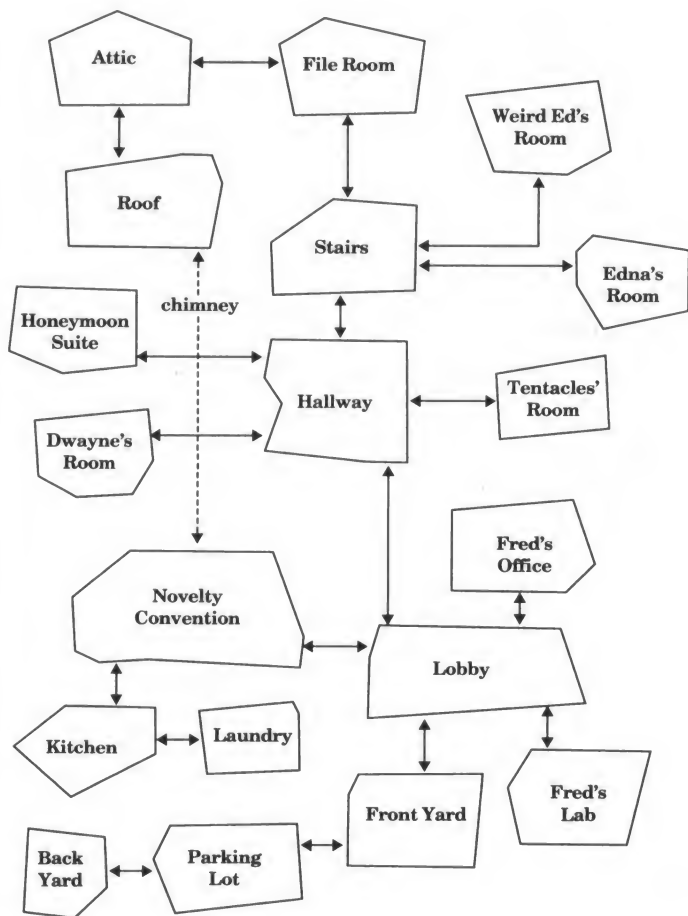 Attic
File Room
Weird Ed's
Room
Roof
Stairs
Edna's
Room
chimney
Honeymoon
Suite
Hallway
Tentacles'
Room
Dwayne's
Room
Fred's
Office
Novelty
Convention
Lobby
Kitchen
Laundry
Front Yard
Fred's
Lab
Back
Yard
Parking
Lot